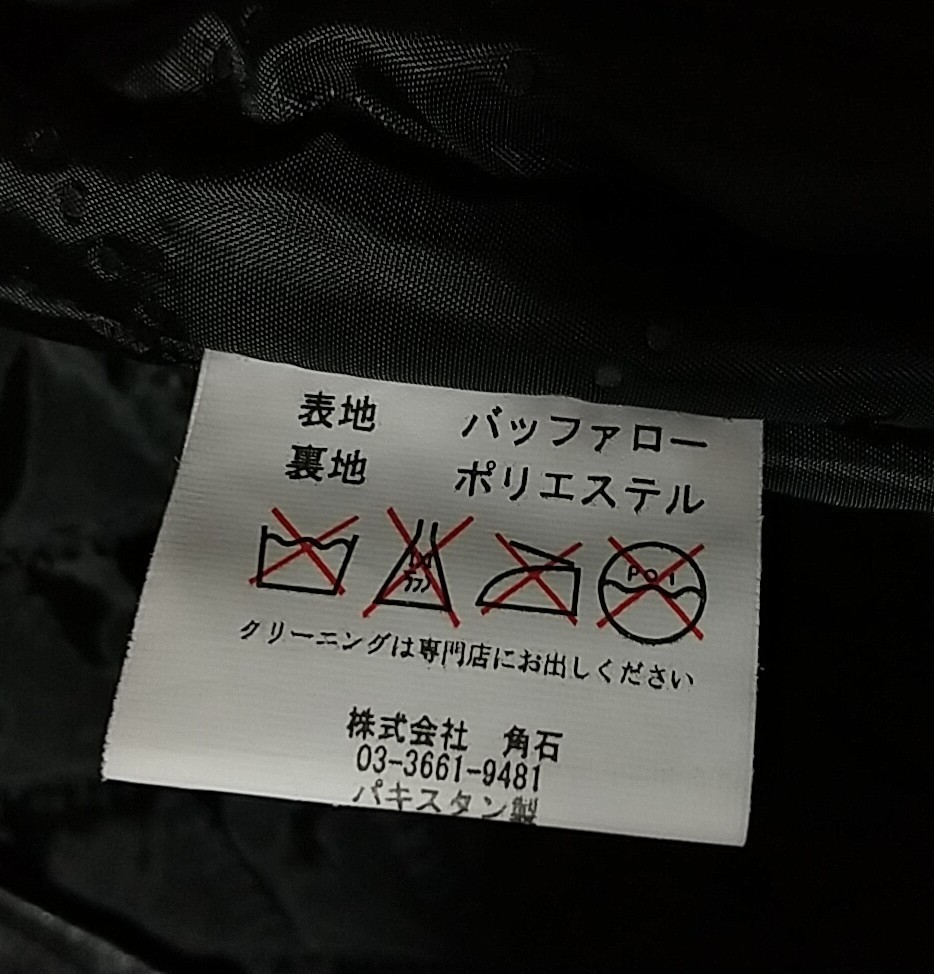 表地　バッファロー
裏地　ポリエステル
クリーニングは専門店にお出しください
株式会社　角石
03-3661-9481
パキスタン製